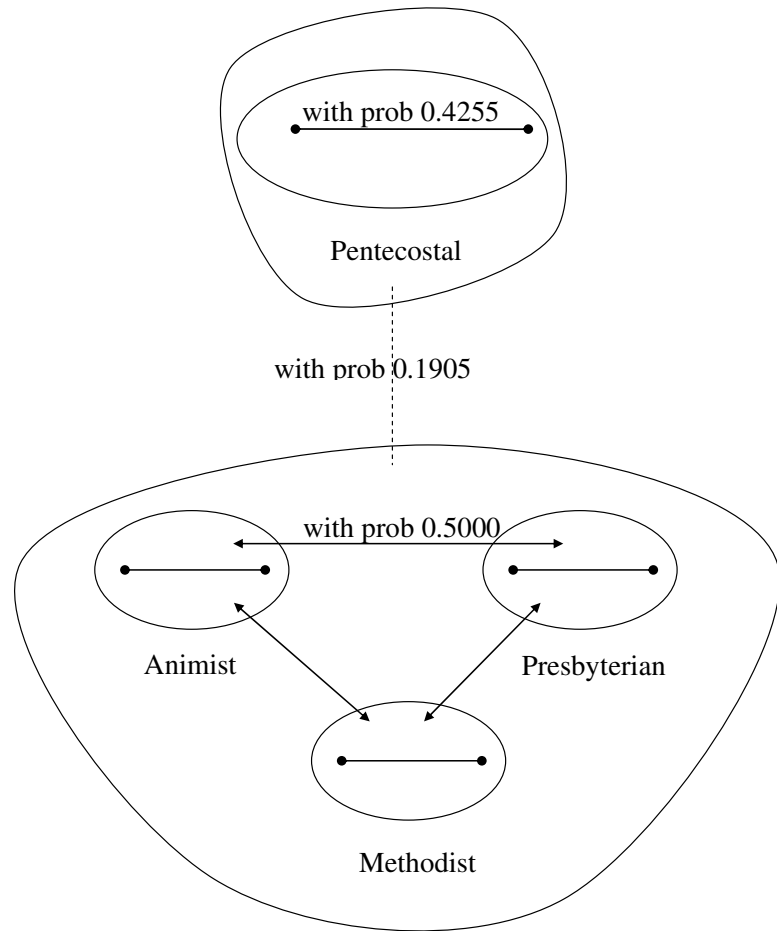 with prob 0.4255
Pentecostal
with prob 0.1905
with prob 0.5000
Animist
Presbyterian
Methodist